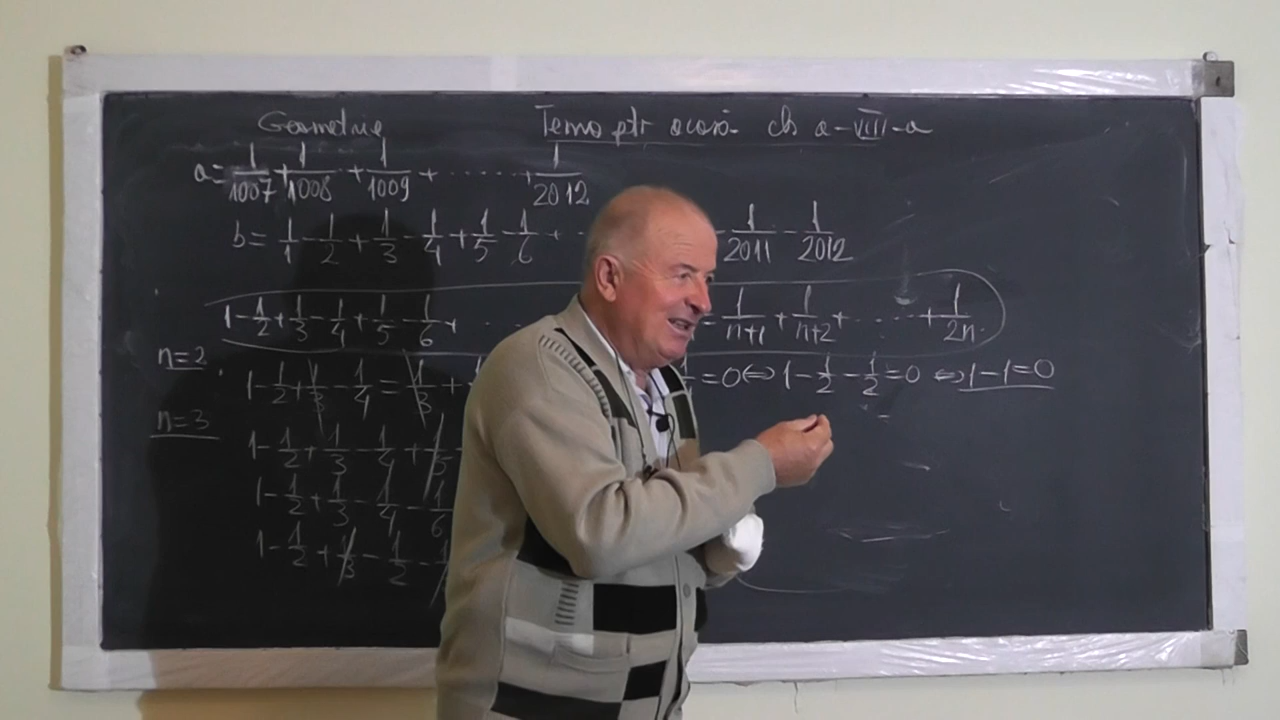 Geometrie
Temă ptr acasă cls a-VIII-a
a= 1/1007 + 1/1008 + 1/1009 + ....... + 1/2012
b= 1/1 - 1/2 + 1/3 - 1/4 + 1/5 - 1/6 + .. - 1/2011 - 1/2012
1 - 1/2 + 1/3 - 1/4 + 1/5 - 1/6 + . .. = 1/n+1 + 1/n+2 + ...... + 1/2n.
n=2
1 - 1/2 + 1/3 - 1/4 = 1/3 + =0 ⇔ 1 - 1/2 - 1/2 =0 ⇔ 1-1=0
n=3
1 - 1/2 + 1/3 - 1/4 + 1/5
1 - 1/2 + 1/3 - 1/4 - 1/6
1 - 1/2 + 1/3 - 1/2 -